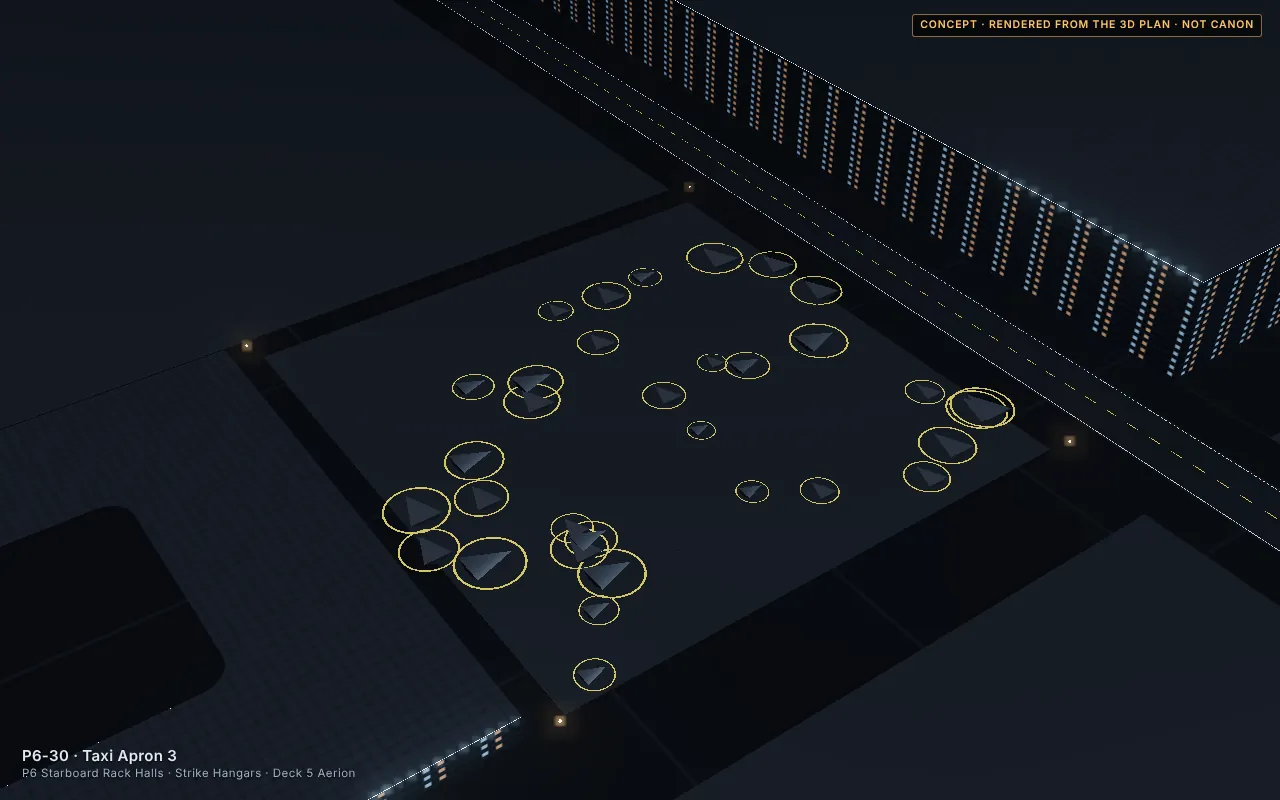 CONCEPT · RENDERED FROM THE 3D PLAN · NOT CANON
P6-30 · Taxi Apron 3
P6 Starboard Rack Halls · Strike Hangars · Deck 5 Aerion